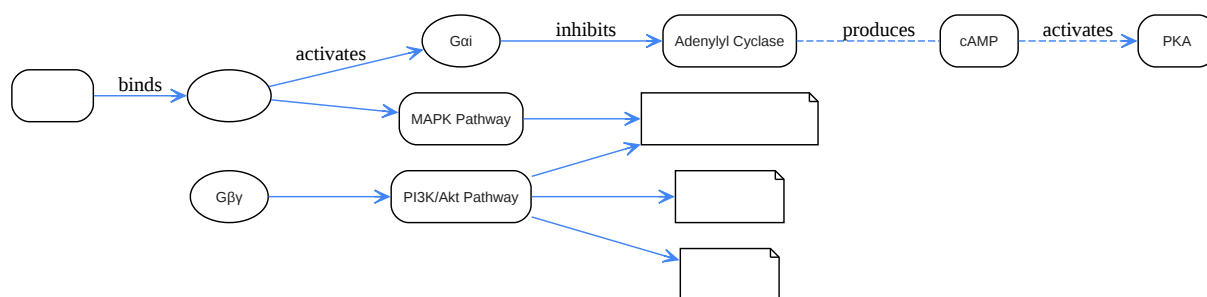 Gαi
inhibits
Adenylyl Cyclase
produces
cAMP
activates
PKA
activates
binds
MAPK Pathway
Gβγ
PI3K/Akt Pathway